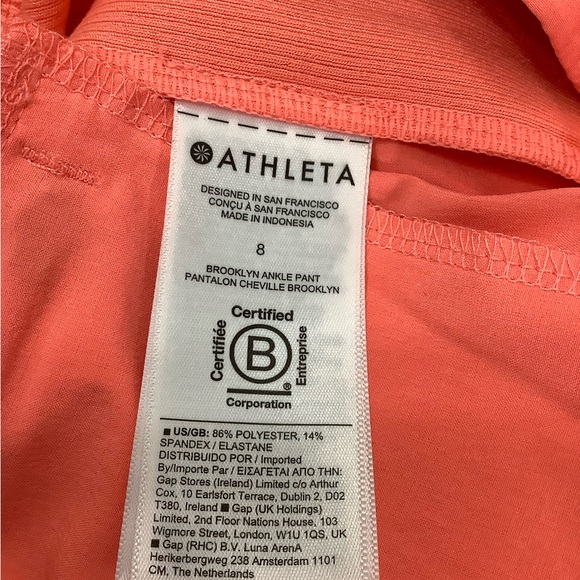 ATHLETA
DESIGNED IN SAN FRANCISCO
CONÇU À SAN FRANCISCO
MADE IN INDONESIA
8
BROOKLYN ANKLE PANT
PANTALON CHEVILLE BROOKLYN
Certified
Certifiée
B
Entreprise
®
Corporation
■ US/GB: 86% POLYESTER, 14%
SPANDEX / ELASTANE
DISTRIBUIDO POR / Imported
By/Importe Par / ΕΙΣΑΓΕΤΑΙ ΑΠΟ ΤΗΝ:
Gap Stores (Ireland) Limited c/o Arthur
Cox, 10 Earlsfort Terrace, Dublin 2, D02
T380, Ireland ■ Gap (UK Holdings)
Limited, 2nd Floor Nations House, 103
Wigmore Street, London, W1U 1QS, UK
■ Gap (RHC) B.V. Luna ArenA
Herikerbergweg 238 Amsterdam 1101
CM, The Netherlands